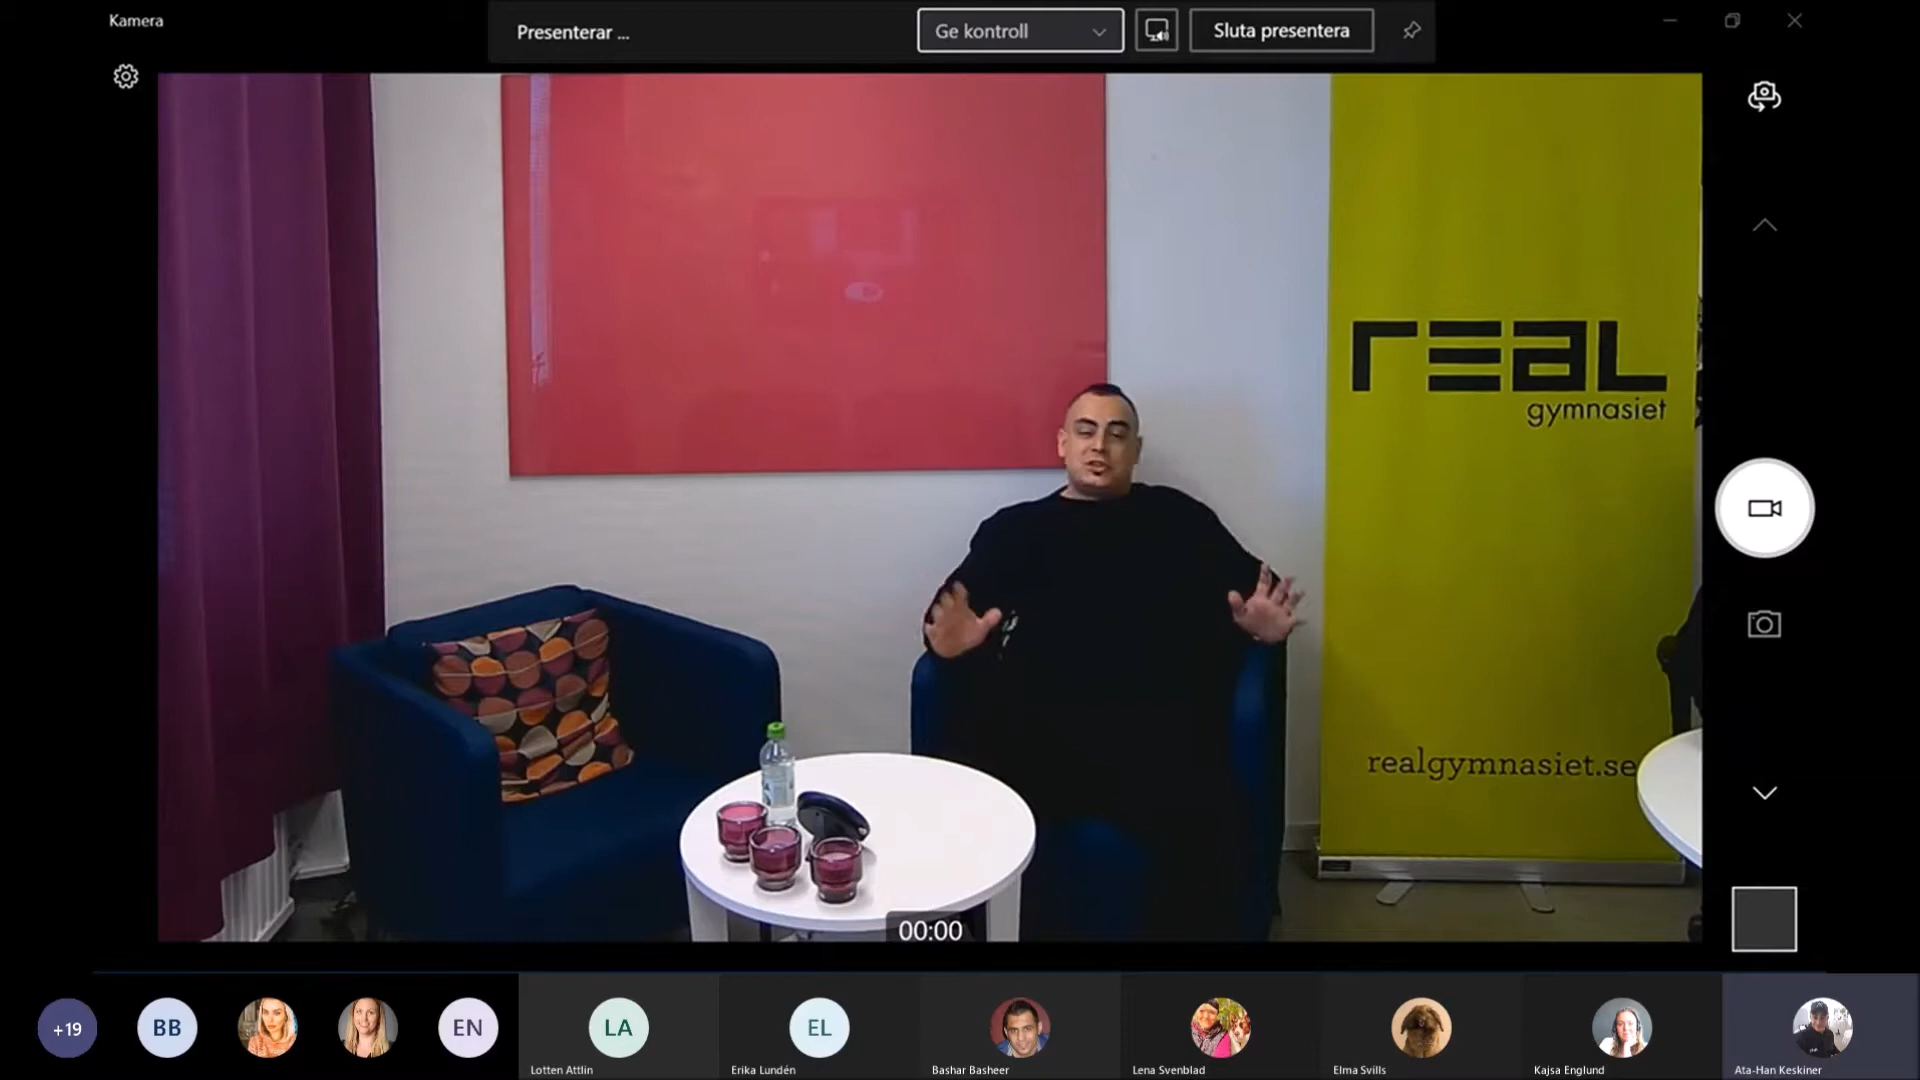 Kamera
Presenterar ...
Ge kontroll
Sluta presentera
real
gymnasiet
realgymnasiet.se
00:00
+19
BB
EN
LA
EL
Lotten Attlin
Erika Lundén
Bashar Basheer
Lena Svenblad
Elma Svills
Kajsa Englund
Ata-Han Keskiner